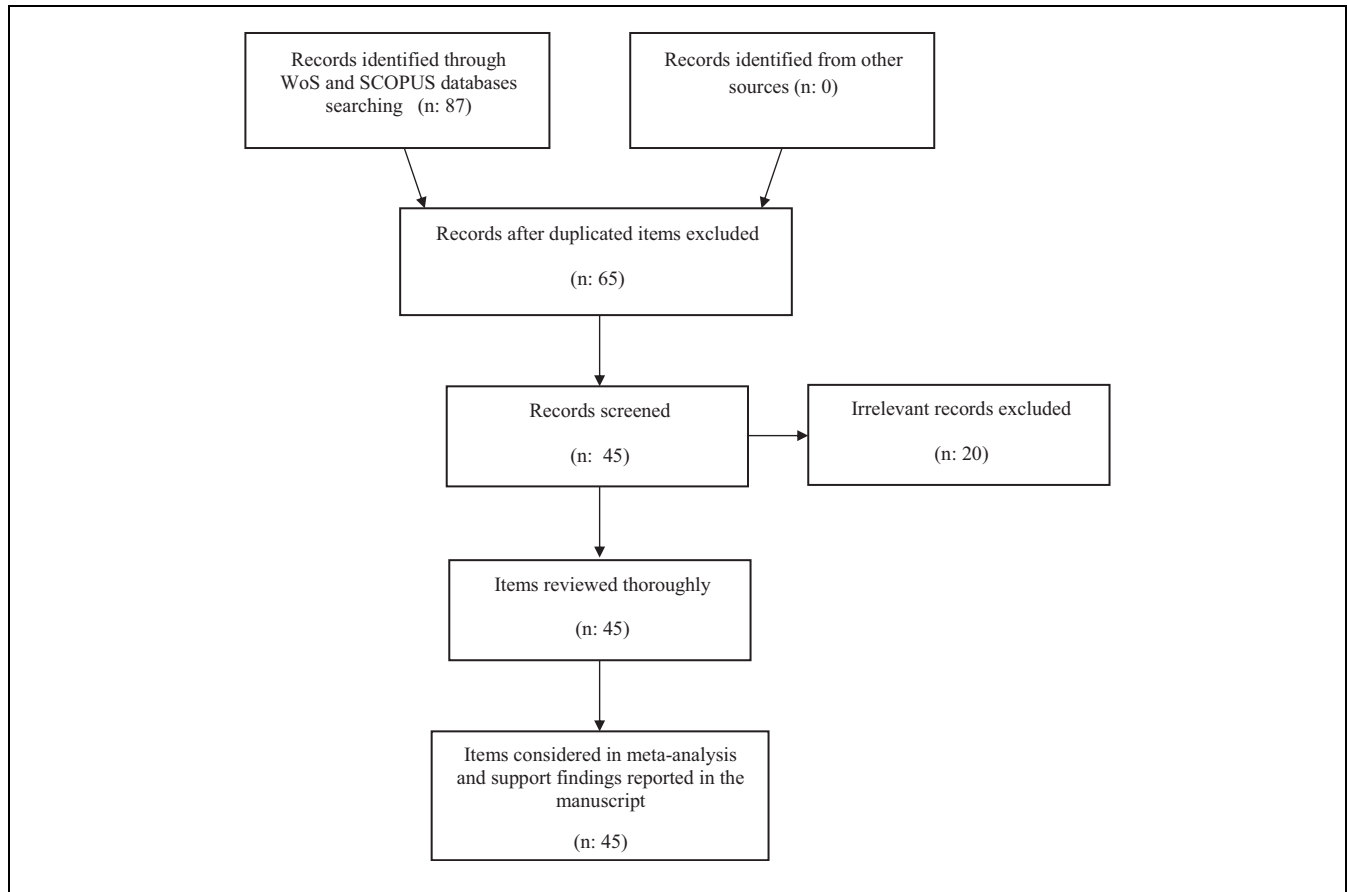 Records identified through
WoS and SCOPUS databases
searching (n: 87)
Records identified from other
sources (n: 0)
Records after duplicated items excluded
(n: 65)
Records screened
(n: 45)
Irrelevant records excluded
(n: 20)
Items reviewed thoroughly
(n: 45)
Items considered in meta-analysis
and support findings reported in the
manuscript
(n: 45)